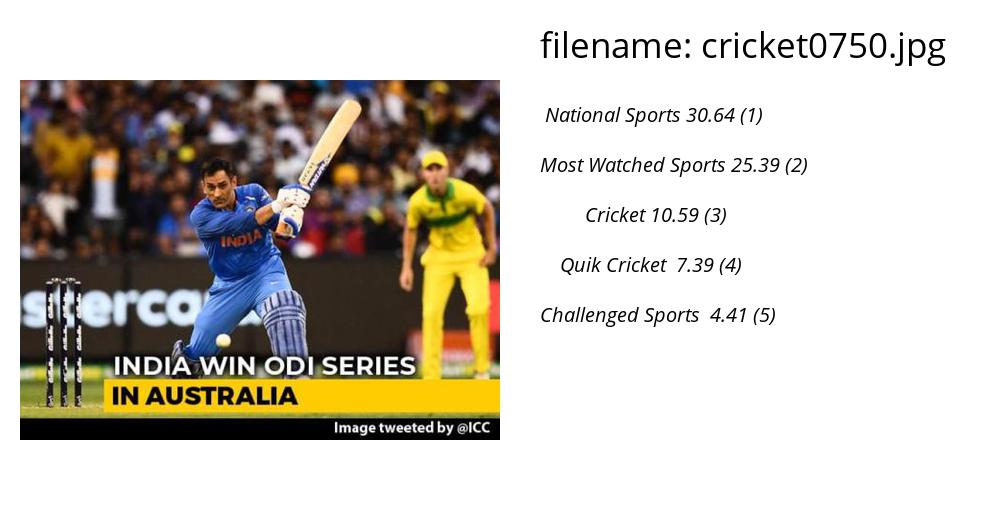 filename: cricket0750.jpg
National Sports 30.64 (1)
Most Watched Sports 25.39 (2)
Cricket 10.59 (3)
Quik Cricket 7.39 (4)
Challenged Sports 4.41 (5)
INDIA
stercar
INDIA WIN ODI SERIES
IN AUSTRALIA
Image tweeted by @ICC